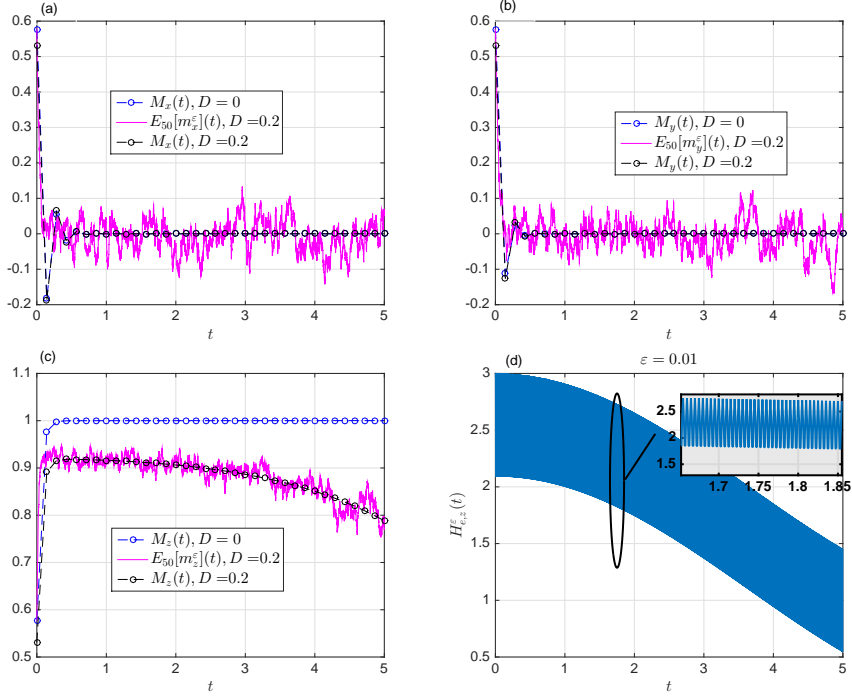 (a)
0.6
0.5
0.4
0.3
0.2
0.1
0
-0.1
-0.2
M_x(t), D = 0
E_50[m_x^ε](t), D =0.2
M_x(t), D =0.2
0 1 2 3 4 5
t
(b)
0.6
0.5
0.4
0.3
0.2
0.1
0
-0.1
-0.2
M_y(t), D = 0
E_50[m_y^ε](t), D =0.2
M_y(t), D =0.2
0 1 2 3 4 5
t
(c)
1.1
1
0.9
0.8
0.7
0.6
0.5
M_z(t), D = 0
E_50[m_z^ε](t), D =0.2
M_z(t), D =0.2
0 1 2 3 4 5
t
(d)
ε = 0.01
3
2.5
2
1.5
1
0.5
H_{e,z}^ε(t)
2.5
2
1.5
1.7 1.75 1.8 1.85
0 1 2 3 4 5
t